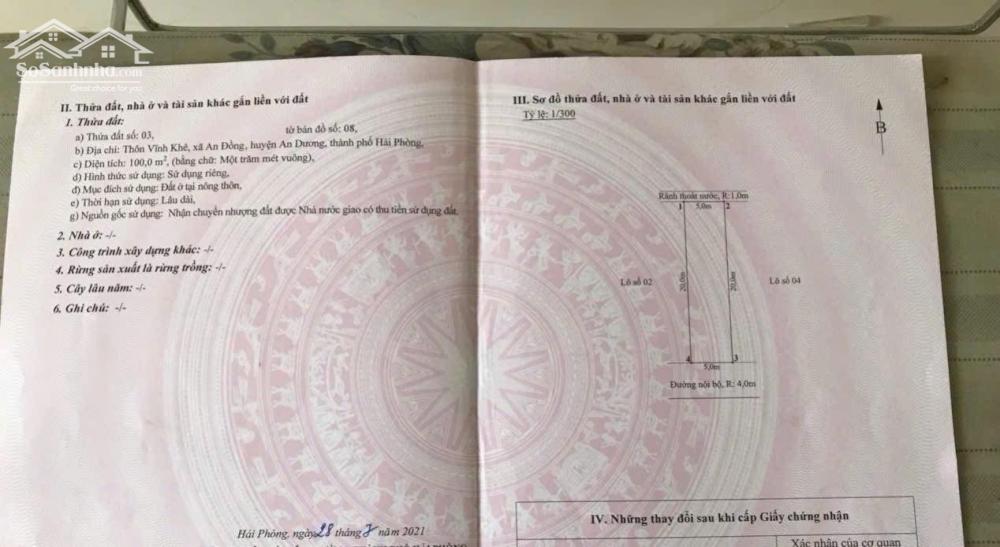 SoSanhnha.com
Great choice for you
II. Thửa đất, nhà ở và tài sản khác gắn liền với đất
1. Thửa đất:
a) Thửa đất số: 03, tờ bản đồ số: 08,
b) Địa chỉ: Thôn Vĩnh Khê, xã An Đồng, huyện An Dương, thành phố Hải Phòng,
c) Diện tích: 100,0 m², (bằng chữ: Một trăm mét vuông),
d) Hình thức sử dụng: Sử dụng riêng,
đ) Mục đích sử dụng: Đất ở tại nông thôn,
e) Thời hạn sử dụng: Lâu dài,
g) Nguồn gốc sử dụng: Nhận chuyển nhượng đất được Nhà nước giao có thu tiền sử dụng đất.
2. Nhà ở: -/-
3. Công trình xây dựng khác: -/-
4. Rừng sản xuất là rừng trồng: -/-
5. Cây lâu năm: -/-
6. Ghi chú: -/-
Hải Phòng, ngày 28 tháng 7 năm 2021
III. Sơ đồ thửa đất, nhà ở và tài sản khác gắn liền với đất
Tỷ lệ: 1/300
B
Rãnh thoát nước, R:1,0m
1 5,0m 2
Lô số 02
20,0m
20,0m
Lô số 04
4 5,0m 3
Đường nội bộ, R: 4,0m
IV. Những thay đổi sau khi cấp Giấy chứng nhận
Xác nhận của cơ quan